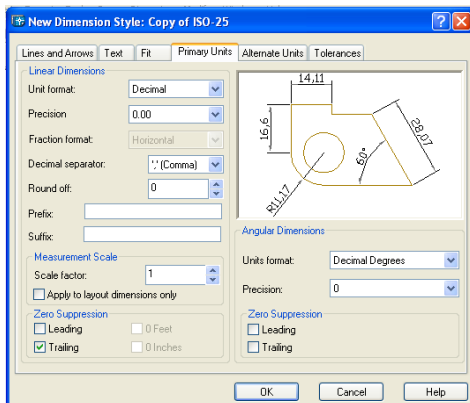 New Dimension Style: Copy of ISO-25
Lines and Arrows Text Fit Primary Units Alternate Units Tolerances
Linear Dimensions
Unit format: Decimal
Precision 0.00
Fraction format: Horizontal
Decimal separator: ',' (Comma)
Round off: 0
Prefix:
Suffix:
Measurement Scale
Scale factor: 1
Apply to layout dimensions only
Zero Suppression
Leading 0 Feet
Trailing 0 Inches
14,11
16,6
28,07
60°
R11,17
Angular Dimensions
Units format: Decimal Degrees
Precision: 0
Zero Suppression
Leading
Trailing
OK Cancel Help